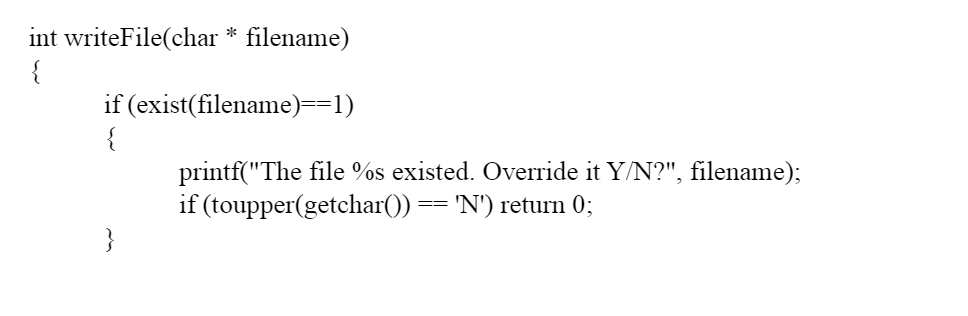 int writeFile(char * filename)
{
if (exist(filename)==1)
{
printf("The file %s existed. Override it Y/N?", filename);
if (toupper(getchar()) == 'N') return 0;
}